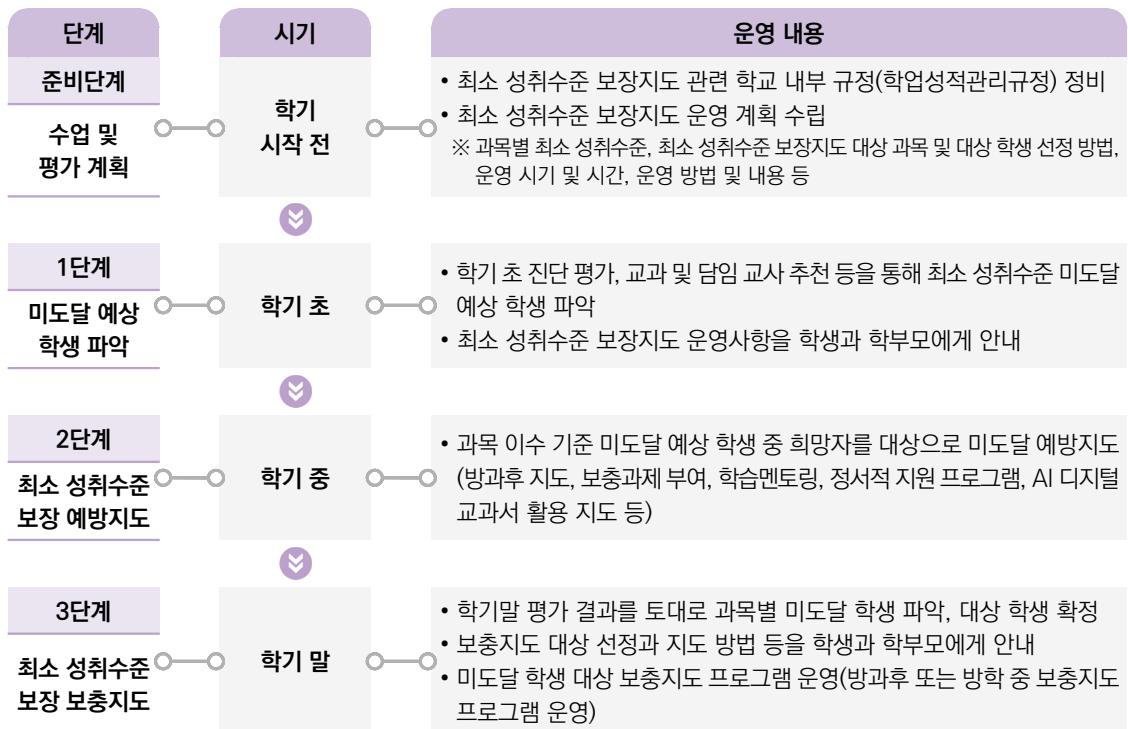 단계 시기 운영 내용
준비단계
수업 및
평가 계획
학기
시작 전
• 최소 성취수준 보장지도 관련 학교 내부 규정(학업성적관리규정) 정비
• 최소 성취수준 보장지도 운영 계획 수립
※ 과목별 최소 성취수준, 최소 성취수준 보장지도 대상 과목 및 대상 학생 선정 방법,
운영 시기 및 시간, 운영 방법 및 내용 등
1단계
미도달 예상
학생 파악
학기 초
• 학기 초 진단 평가, 교과 및 담임 교사 추천 등을 통해 최소 성취수준 미도달
예상 학생 파악
• 최소 성취수준 보장지도 운영사항을 학생과 학부모에게 안내
2단계
최소 성취수준
보장 예방지도
학기 중
• 과목 이수 기준 미도달 예상 학생 중 희망자를 대상으로 미도달 예방지도
(방과후 지도, 보충과제 부여, 학습멘토링, 정서적 지원 프로그램, AI 디지털
교과서 활용 지도 등)
3단계
최소 성취수준
보장 보충지도
학기 말
• 학기말 평가 결과를 토대로 과목별 미도달 학생 파악, 대상 학생 확정
• 보충지도 대상 선정과 지도 방법 등을 학생과 학부모에게 안내
• 미도달 학생 대상 보충지도 프로그램 운영(방과후 또는 방학 중 보충지도
프로그램 운영)